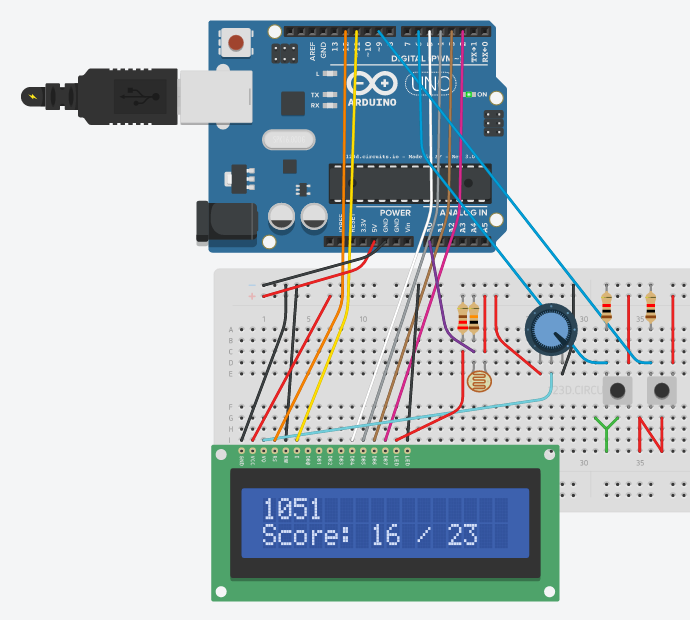 AREF
GND
13
12
11
~10
~9
8
7
6
5
4
3
2
TX→1
RX←0
DIGITAL (PWM~)
L
TX
RX
ARDUINO
UNO
ON
IOREF
RESET
3.3V
5V
GND
GND
Vin
POWER
ANALOG IN
A0
A1
A2
A3
A4
A5
- 
+
1
5
10
30
35
A
B
C
D
E
123D.CIRCU
F
G
H
I
30
35
GND
VCC
VO
RS
RW
E
DB0
DB1
DB2
DB3
DB4
DB5
DB6
DB7
LED
LED
1051
Score: 16 / 23